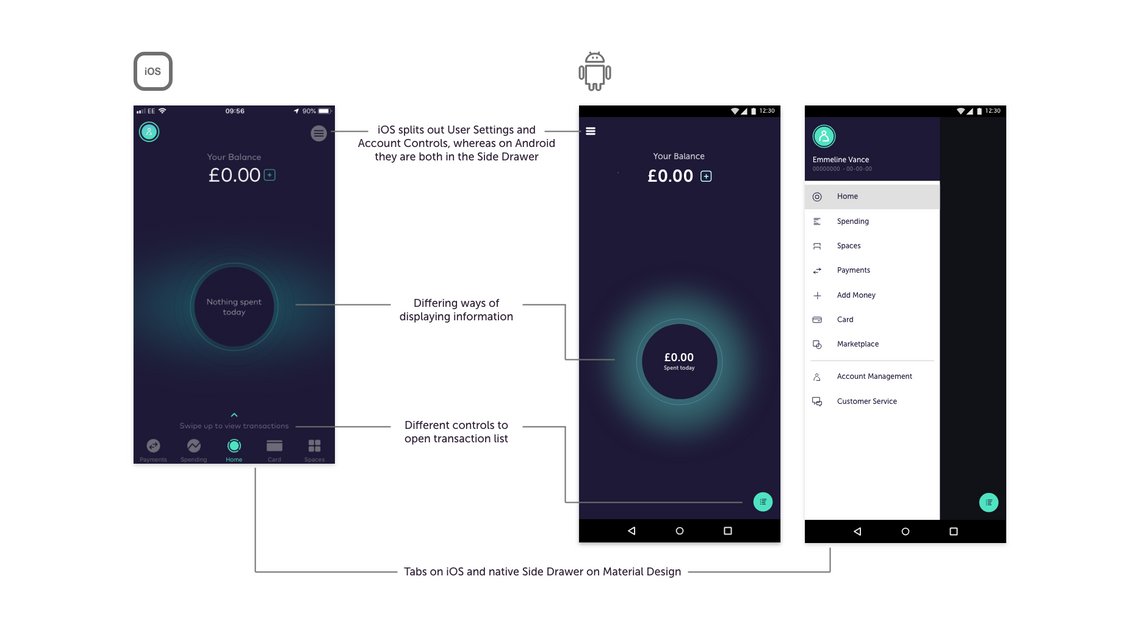 iOS
EE
09:56
90%
Your Balance
£0.00
Nothing spent
today
Swipe up to view transactions
Payments
Spending
Home
Card
Spaces
iOS splits out User Settings and
Account Controls, whereas on Android
they are both in the Side Drawer
Differing ways of
displaying information
Different controls to
open transaction list
Tabs on iOS and native Side Drawer on Material Design
12:30
Your Balance
£0.00
£0.00
Spent today
12:30
Emmeline Vance
00000000 - 00-00-00
Home
Spending
Spaces
Payments
Add Money
Card
Marketplace
Account Management
Customer Service